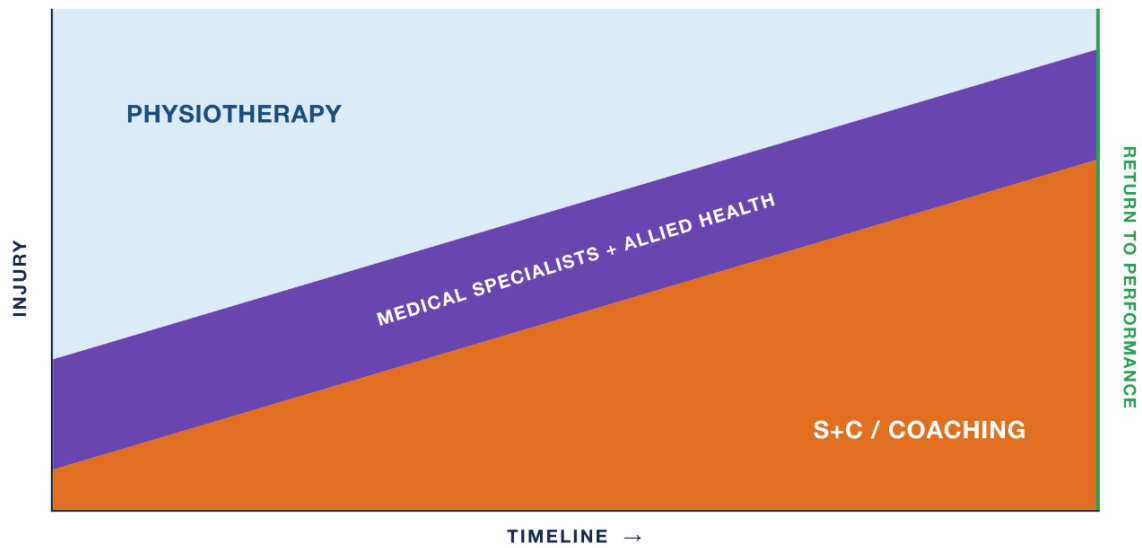 PHYSIOTHERAPY
MEDICAL SPECIALISTS + ALLIED HEALTH
S+C / COACHING
INJURY
RETURN TO PERFORMANCE
TIMELINE →